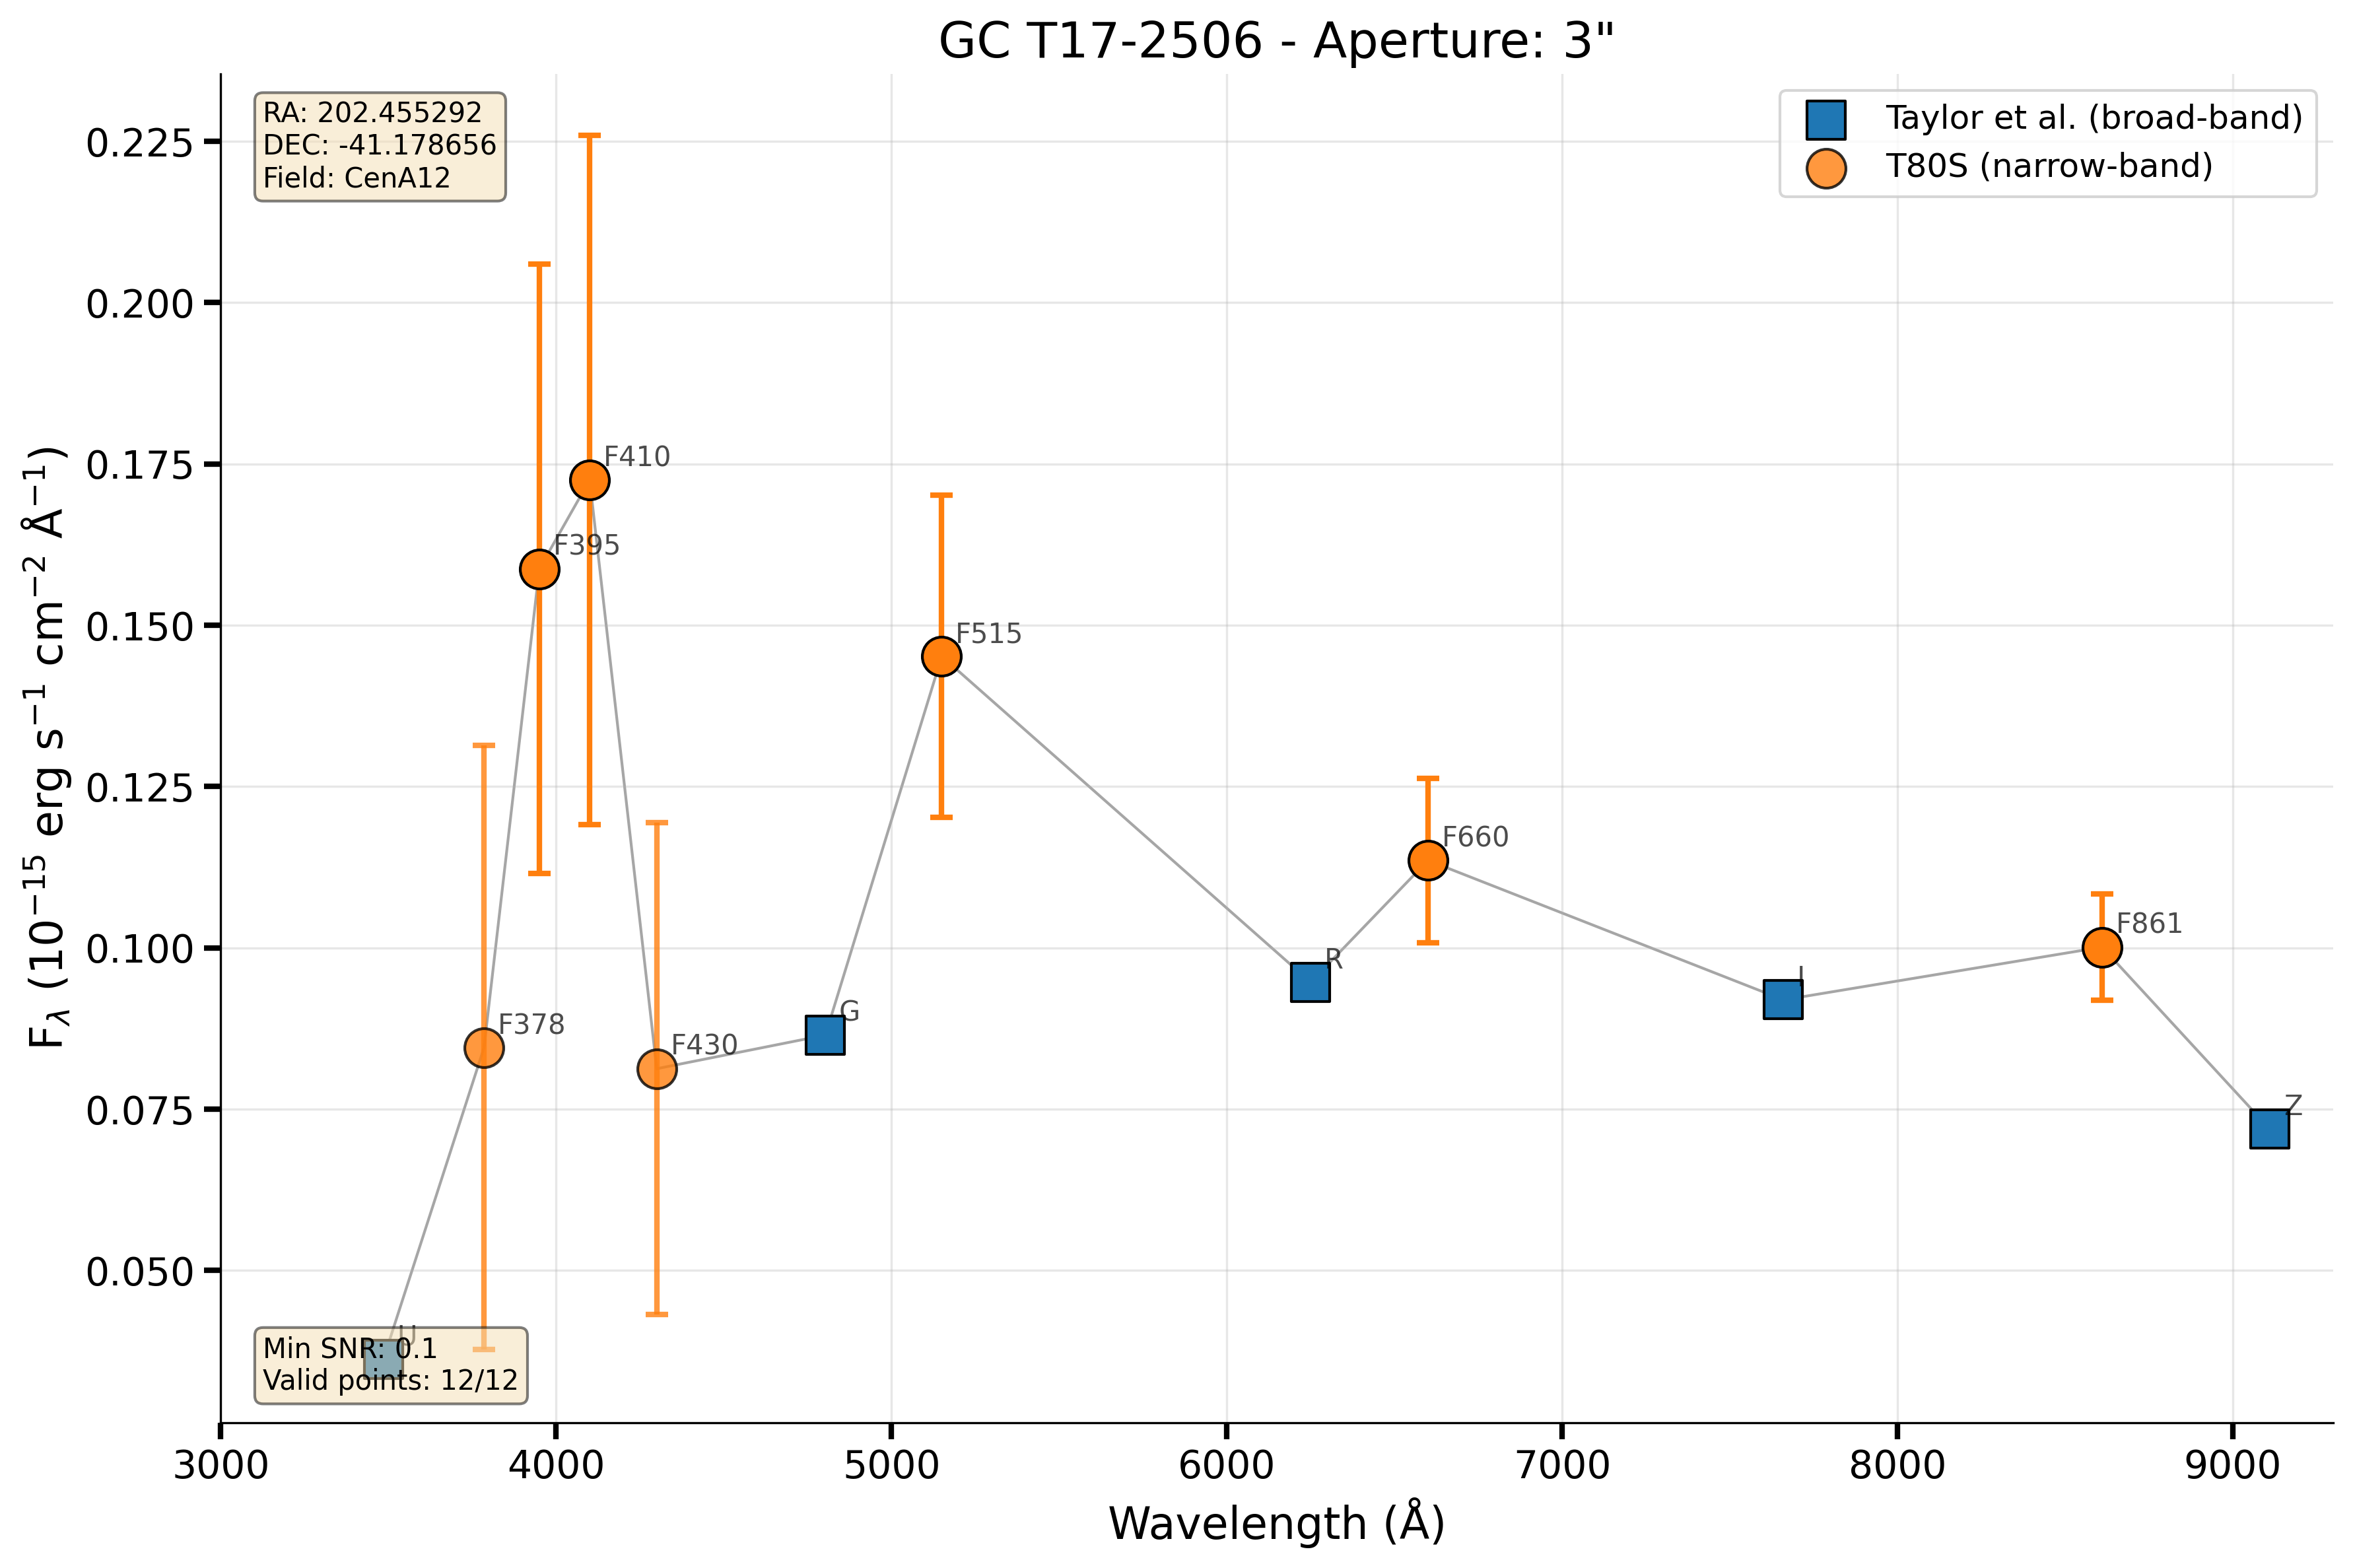 GC T17-2506 - Aperture: 3"
RA: 202.455292
DEC: -41.178656
Field: CenA12
Taylor et al. (broad-band)
T80S (narrow-band)
F_λ (10⁻¹⁵ erg s⁻¹ cm⁻² Å⁻¹)
0.225
0.200
0.175
0.150
0.125
0.100
0.075
0.050
F410
F395
F515
F660
F861
R
I
G
F378
F430
Z
U
Min SNR: 0.1
Valid points: 12/12
3000
4000
5000
6000
7000
8000
9000
Wavelength (Å)